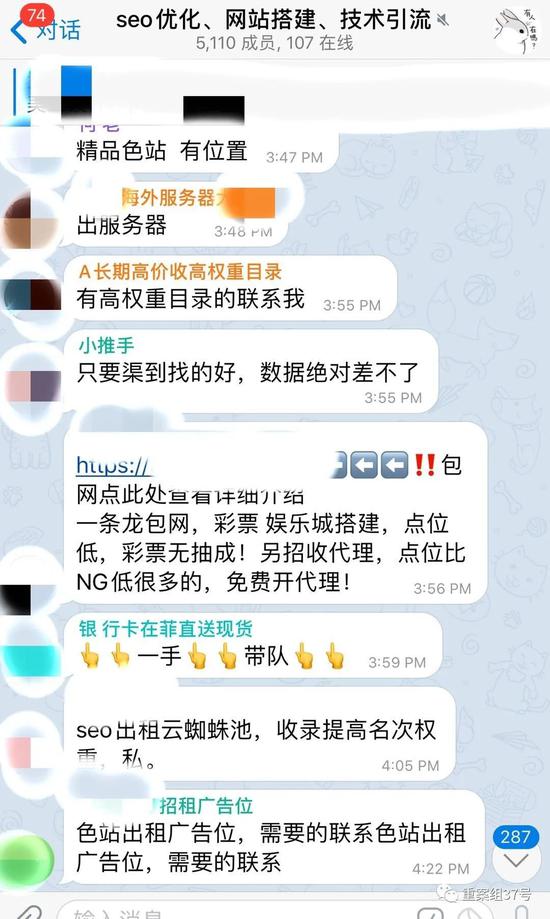 74
对话
seo优化、网站搭建、技术引流
5,110 成员, 107 在线
有人在吗?
精品色站 有位置
3:47 PM
海外服务器
出服务器
3:48 PM
A长期高价收高权重目录
有高权重目录的联系我
3:55 PM
小推手
只要渠到找的好，数据绝对差不了
3:55 PM
https://
⬅️⬅️‼️包
网点此处查看详细介绍
一条龙包网，彩票 娱乐城搭建，点位
低，彩票无抽成！另招收代理，点位比
NG低很多的，免费开代理！
3:56 PM
银 行卡在菲直送现货
👆👆一手👆👆带队👆👆
3:59 PM
seo出租云蜘蛛池，收录提高名次权
重，私。
4:05 PM
招租广告位
色站出租广告位，需要的联系色站出租
广告位，需要的联系
4:22 PM
287
输入消息
重案组37号